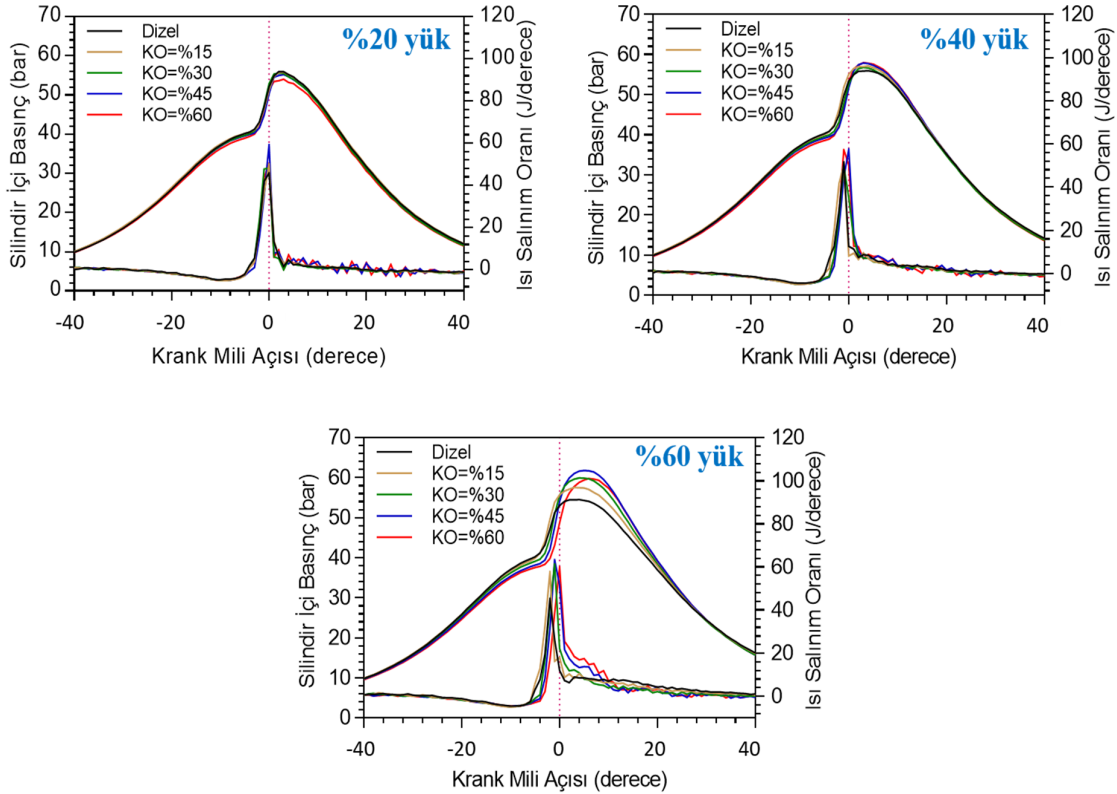 %20 yük
Dizel
KO=%15
KO=%30
KO=%45
KO=%60
Silindir İçi Basınç (bar)
70
60
50
40
30
20
10
0
Isı Salınım Oranı (J/derece)
120
100
80
60
40
20
0
-40
-20
0
20
40
Krank Mili Açısı (derece)
%40 yük
Dizel
KO=%15
KO=%30
KO=%45
KO=%60
Silindir İçi Basınç (bar)
70
60
50
40
30
20
10
0
Isı Salınım Oranı (J/derece)
120
100
80
60
40
20
0
-40
-20
0
20
40
Krank Mili Açısı (derece)
%60 yük
Dizel
KO=%15
KO=%30
KO=%45
KO=%60
Silindir İçi Basınç (bar)
70
60
50
40
30
20
10
0
Isı Salınım Oranı (J/derece)
120
100
80
60
40
20
0
-40
-20
0
20
40
Krank Mili Açısı (derece)